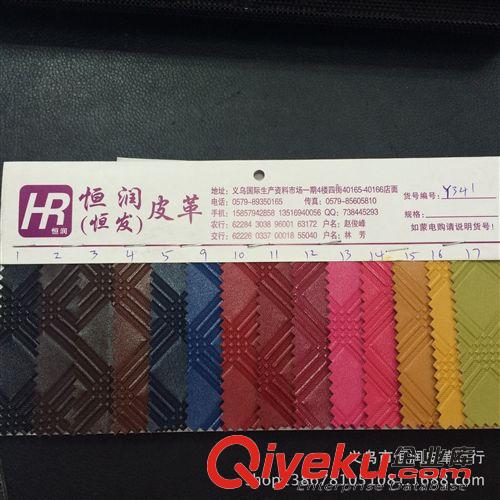 HR
恒润
恒润
(恒发)
皮革
地址：义乌国际生产资料市场一期4楼四街40165-40166店面
电话：0579-89350165 传真：0579-85605810
手机：15857942858 13516940056 QQ：738445293
农行：62284 3038 96001 63172 户名：赵俊峰
农行：62226 0337 00018 55040 户名：林 芳
货号编号：Y341
规格：
如蒙电购请说明货号！
1 2 3 4 5 9 10 11 12 13 14 15 16 17
Qiyeku.com
Enterprise Database